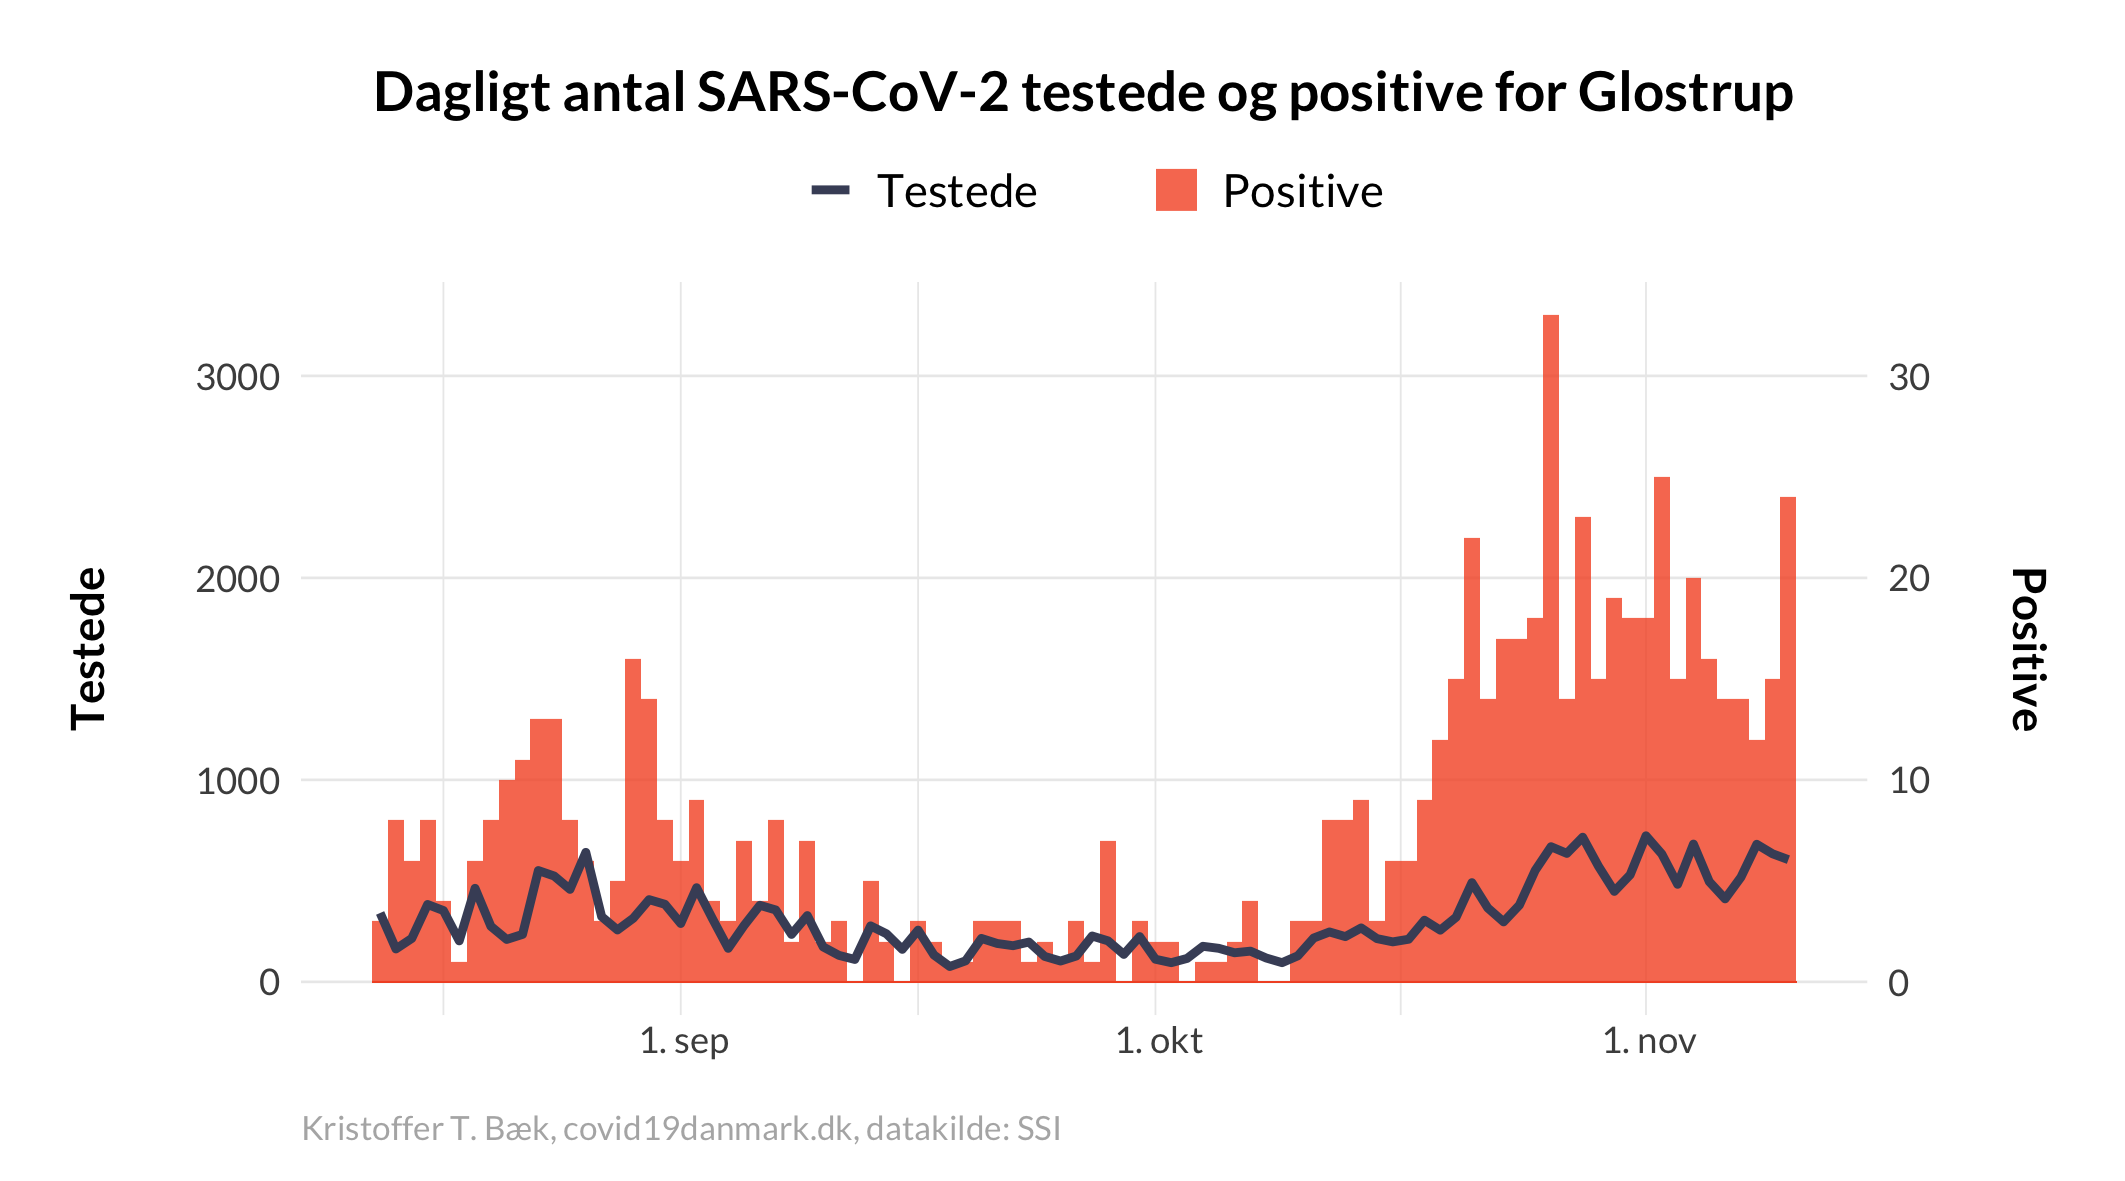 Dagligt antal SARS-CoV-2 testede og positive for Glostrup
Testede
Positive
3000
2000
1000
0
30
20
10
0
Testede
Positive
1. sep
1. okt
1. nov
Kristoffer T. Bæk, covid19danmark.dk, datakilde: SSI